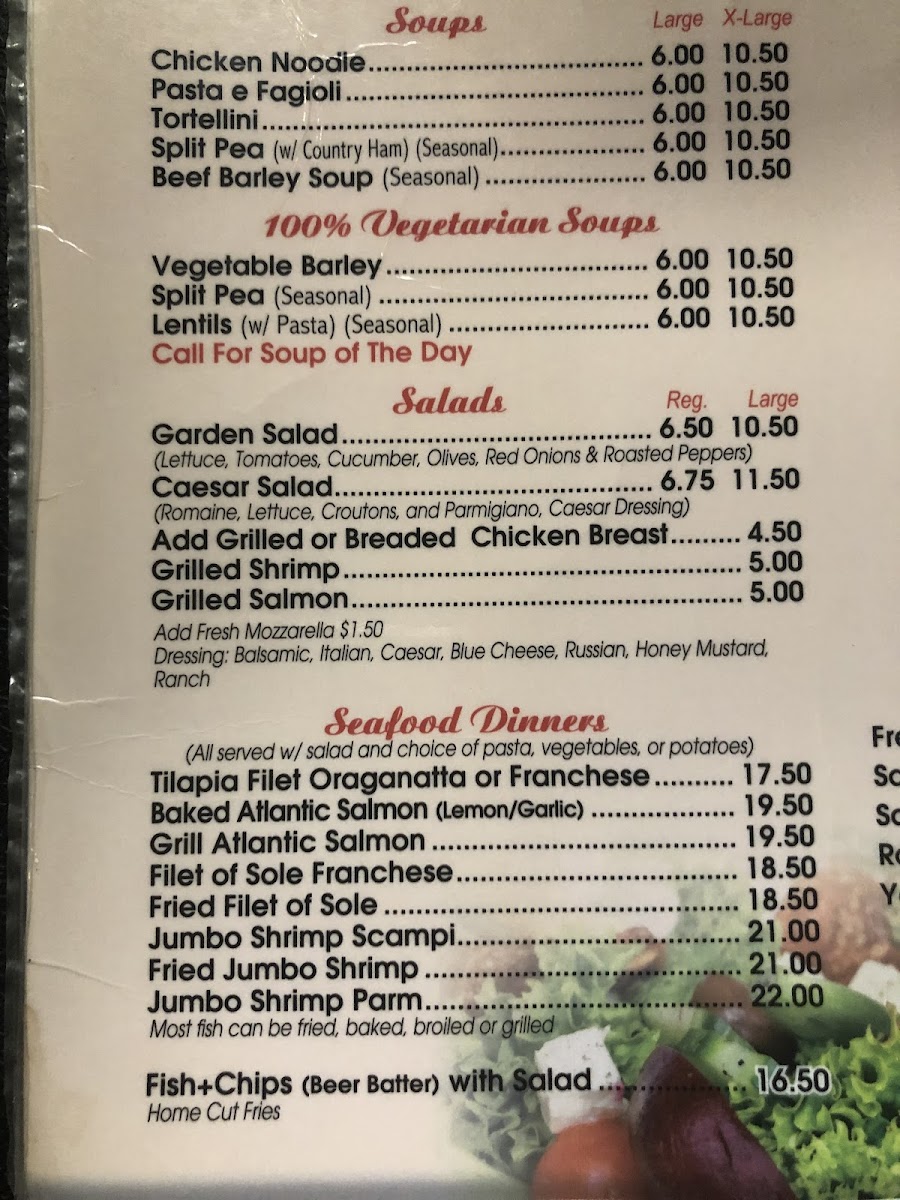 Soups Large X-Large
Chicken Noodle.................................. 6.00 10.50
Pasta e Fagioli..................................... 6.00 10.50
Tortellini................................................ 6.00 10.50
Split Pea (w/ Country Ham) (Seasonal)................... 6.00 10.50
Beef Barley Soup (Seasonal) ..................... 6.00 10.50
100% Vegetarian Soups
Vegetable Barley.................................. 6.00 10.50
Split Pea (Seasonal) ................................... 6.00 10.50
Lentils (w/ Pasta) (Seasonal) .......................... 6.00 10.50
Call For Soup of The Day
Salads Reg. Large
Garden Salad....................................... 6.50 10.50
(Lettuce, Tomatoes, Cucumber, Olives, Red Onions & Roasted Peppers)
Caesar Salad........................................ 6.75 11.50
(Romaine, Lettuce, Croutons, and Parmigiano, Caesar Dressing)
Add Grilled or Breaded Chicken Breast......... 4.50
Grilled Shrimp.................................................. 5.00
Grilled Salmon................................................. 5.00
Add Fresh Mozzarella $1.50
Dressing: Balsamic, Italian, Caesar, Blue Cheese, Russian, Honey Mustard,
Ranch
Seafood Dinners
(All served w/ salad and choice of pasta, vegetables, or potatoes)
Tilapia Filet Oraganatta or Franchese.......... 17.50
Baked Atlantic Salmon (Lemon/Garlic) .................. 19.50
Grill Atlantic Salmon ...................................... 19.50
Filet of Sole Franchese................................... 18.50
Fried Filet of Sole ............................................ 18.50
Jumbo Shrimp Scampi................................... 21.00
Fried Jumbo Shrimp ....................................... 21.00
Jumbo Shrimp Parm....................................... 22.00
Most fish can be fried, baked, broiled or grilled
Fish+Chips (Beer Batter) with Salad .................. 16.50
Home Cut Fries